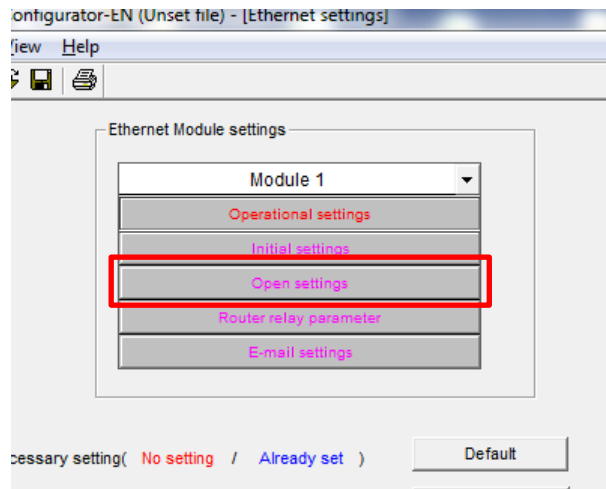 onfigurator-EN (Unset file) - [Ethernet settings]
iew Help
Ethernet Module settings
Module 1
Operational settings
Initial settings
Open settings
Router relay parameter
E-mail settings
cessary setting( No setting / Already set )
Default